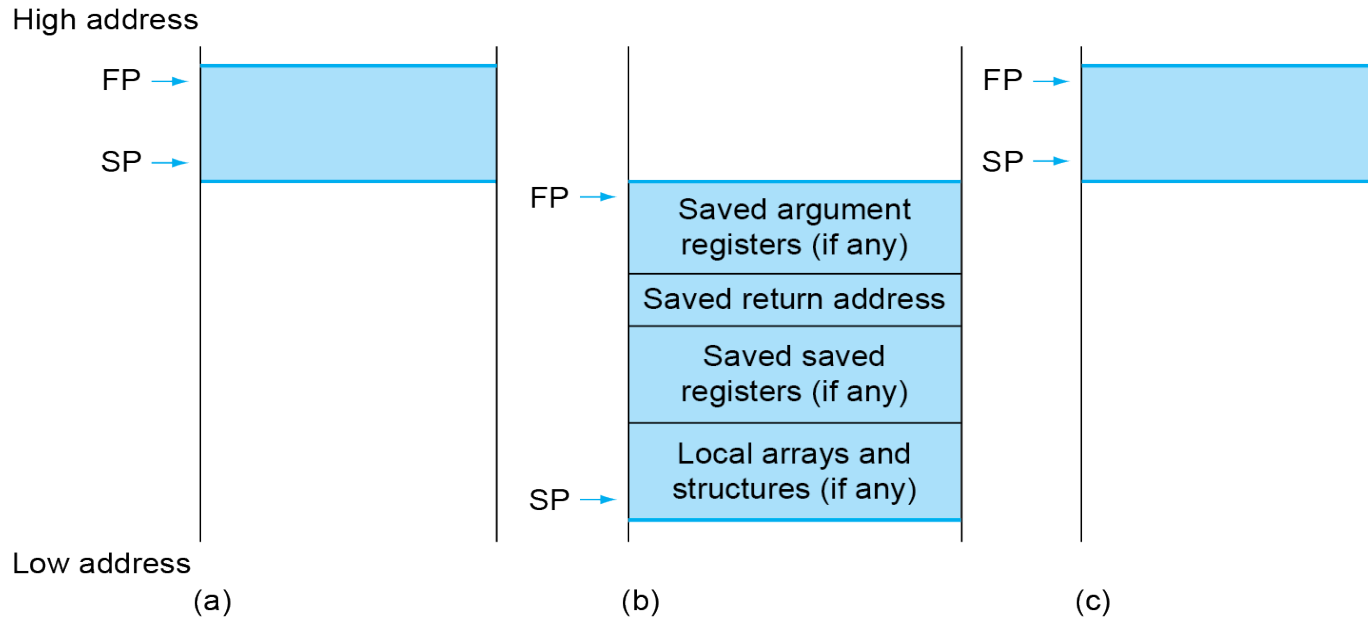 High address
FP
SP
FP
Saved argument
registers (if any)
Saved return address
Saved saved
registers (if any)
Local arrays and
structures (if any)
SP
FP
SP
Low address
(a)
(b)
(c)